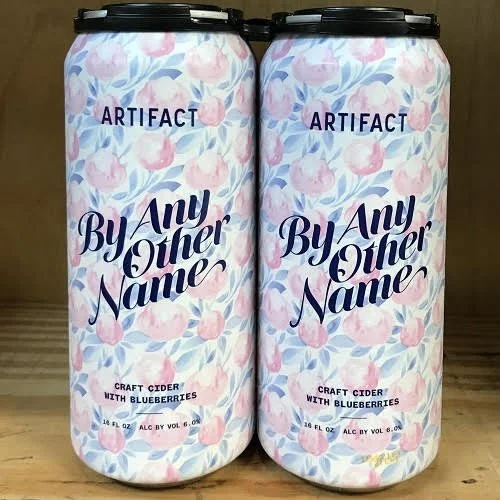 ARTIFACT
By Any
Other
Name
CRAFT CIDER
WITH BLUEBERRIES
16 FL OZ ALC BY VOL 6.0%
ARTIFACT
By Any
Other
Name
CRAFT CIDER
WITH BLUEBERRIES
16 FL OZ ALC BY VOL 6.0%